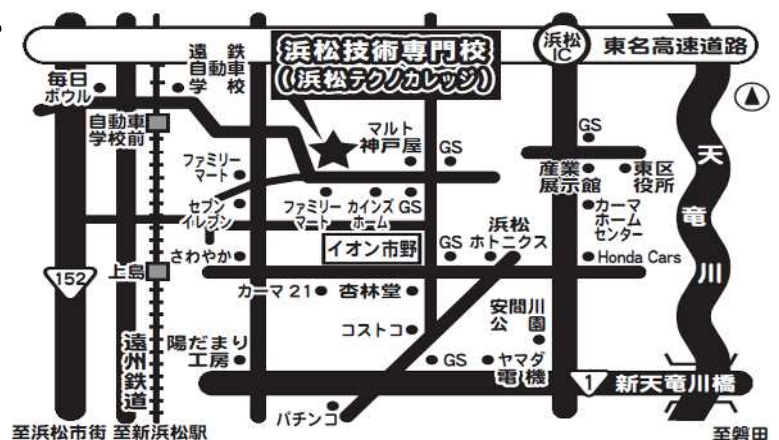 浜松技術専門校
(浜松テクノカレッジ)
浜松
IC
東名高速道路
遠鉄
自動車
学校
毎日
ボウル
自動車
学校前
マルト
神戸屋
GS
GS
産業
展示館
東区
役所
天竜川
ファミリー
マート
セブン
イレブン
ファミリー
マート
カインズ
ホーム
GS
カーマ
ホーム
センター
浜松
ホトニクス
さわやか
イオン市野
GS
Honda Cars
上島
152
カーマ21
杏林堂
安間川
公園
コストコ
遠州鉄道
陽だまり
工房
GS
ヤマダ
電機
1
新天竜川橋
パチンコ
至浜松市街
至新浜松駅
至磐田